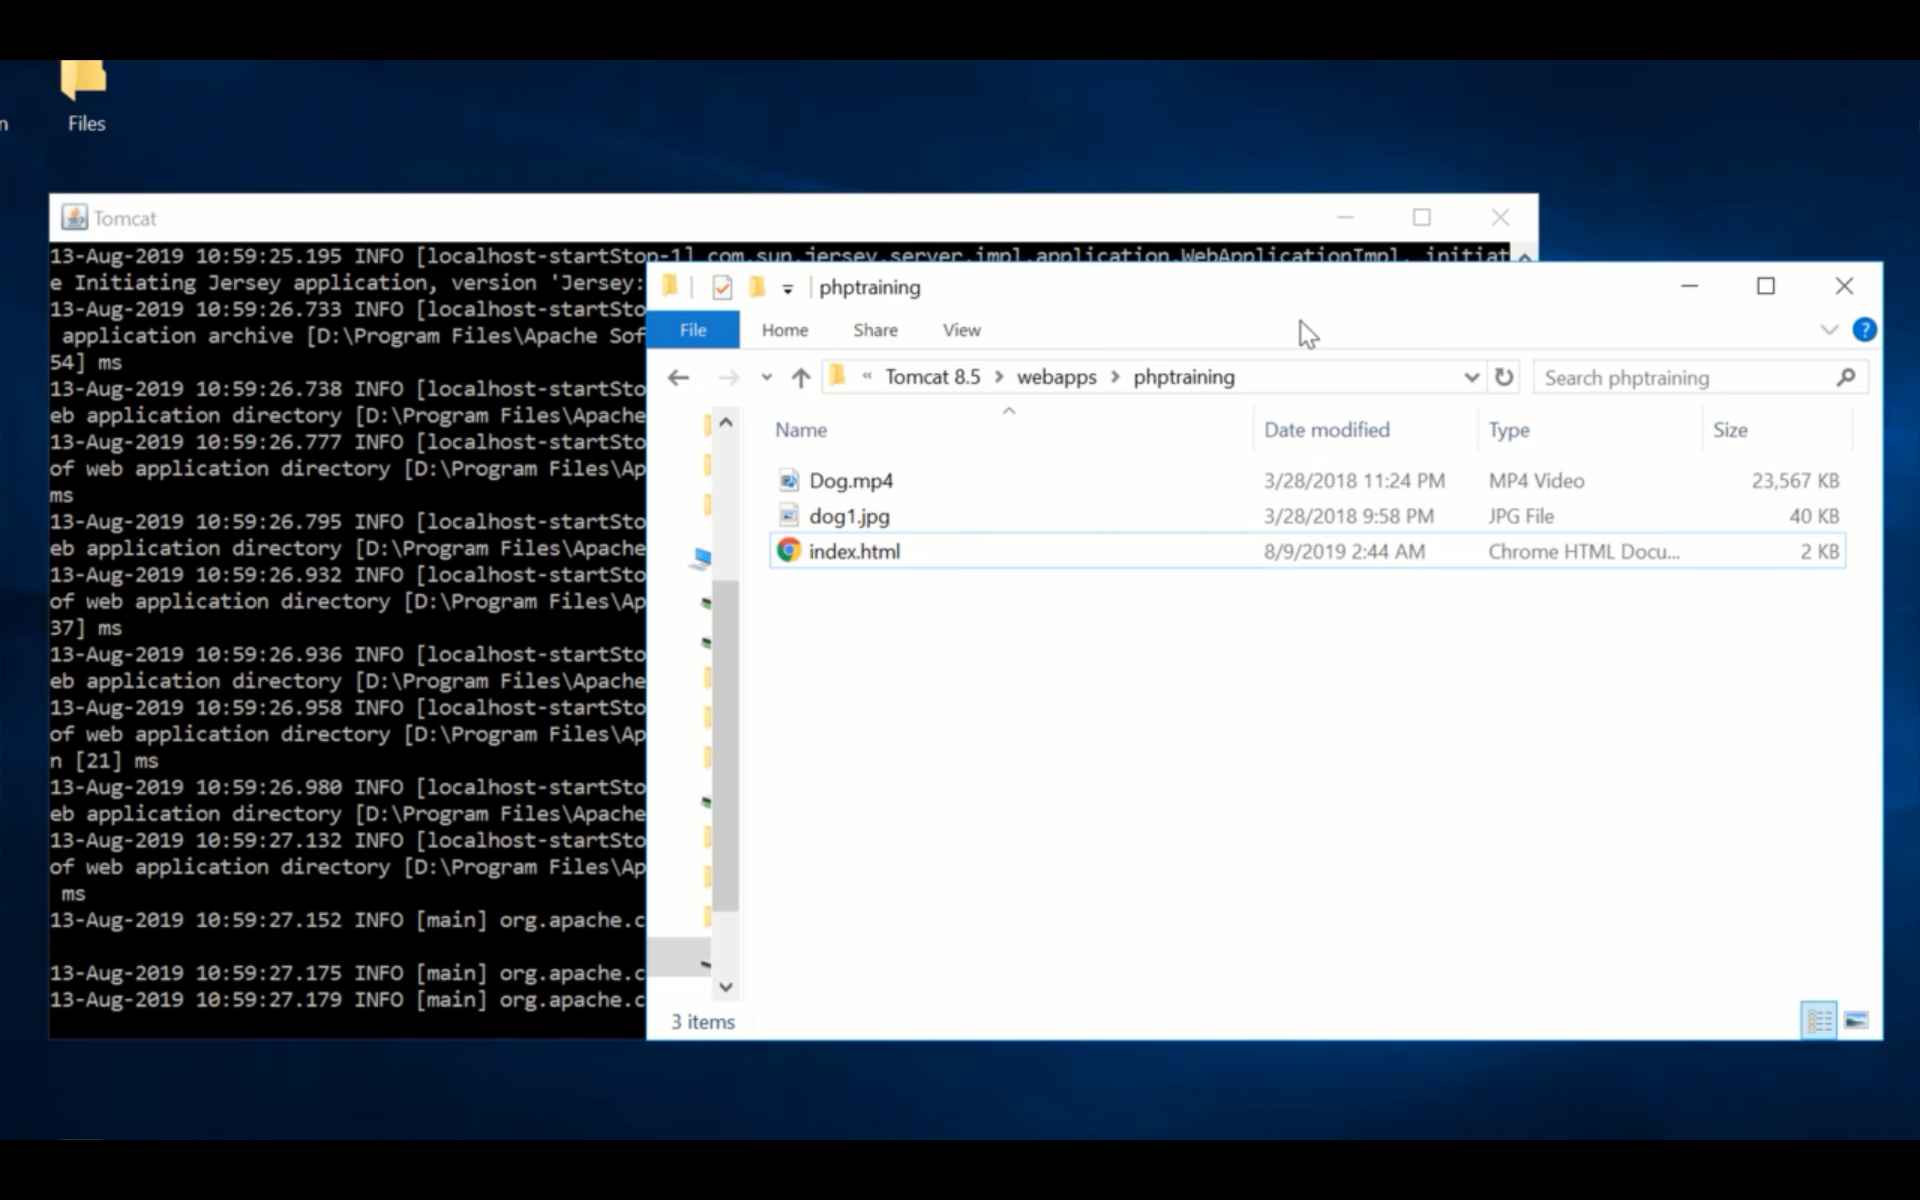 n
Files
Tomcat
13-Aug-2019 10:59:25.195 INFO [localhost-startStop-1] com.sun.jersey.server.impl.application.WebApplicationImpl._initiat
e Initiating Jersey application, version 'Jersey:
13-Aug-2019 10:59:26.733 INFO [localhost-startSto
application archive [D:\Program Files\Apache Sof
54] ms
13-Aug-2019 10:59:26.738 INFO [localhost-startSto
eb application directory [D:\Program Files\Apache
13-Aug-2019 10:59:26.777 INFO [localhost-startSto
of web application directory [D:\Program Files\Ap
ms
13-Aug-2019 10:59:26.795 INFO [localhost-startSto
eb application directory [D:\Program Files\Apache
13-Aug-2019 10:59:26.932 INFO [localhost-startSto
of web application directory [D:\Program Files\Ap
37] ms
13-Aug-2019 10:59:26.936 INFO [localhost-startSto
eb application directory [D:\Program Files\Apache
13-Aug-2019 10:59:26.958 INFO [localhost-startSto
of web application directory [D:\Program Files\Ap
n [21] ms
13-Aug-2019 10:59:26.980 INFO [localhost-startSto
eb application directory [D:\Program Files\Apache
13-Aug-2019 10:59:27.132 INFO [localhost-startSto
of web application directory [D:\Program Files\Ap
ms
13-Aug-2019 10:59:27.152 INFO [main] org.apache.c
13-Aug-2019 10:59:27.175 INFO [main] org.apache.c
13-Aug-2019 10:59:27.179 INFO [main] org.apache.c
phptraining
File Home Share View
« Tomcat 8.5 > webapps > phptraining
Search phptraining
Name Date modified Type Size
Dog.mp4 3/28/2018 11:24 PM MP4 Video 23,567 KB
dog1.jpg 3/28/2018 9:58 PM JPG File 40 KB
index.html 8/9/2019 2:44 AM Chrome HTML Docu... 2 KB
3 items